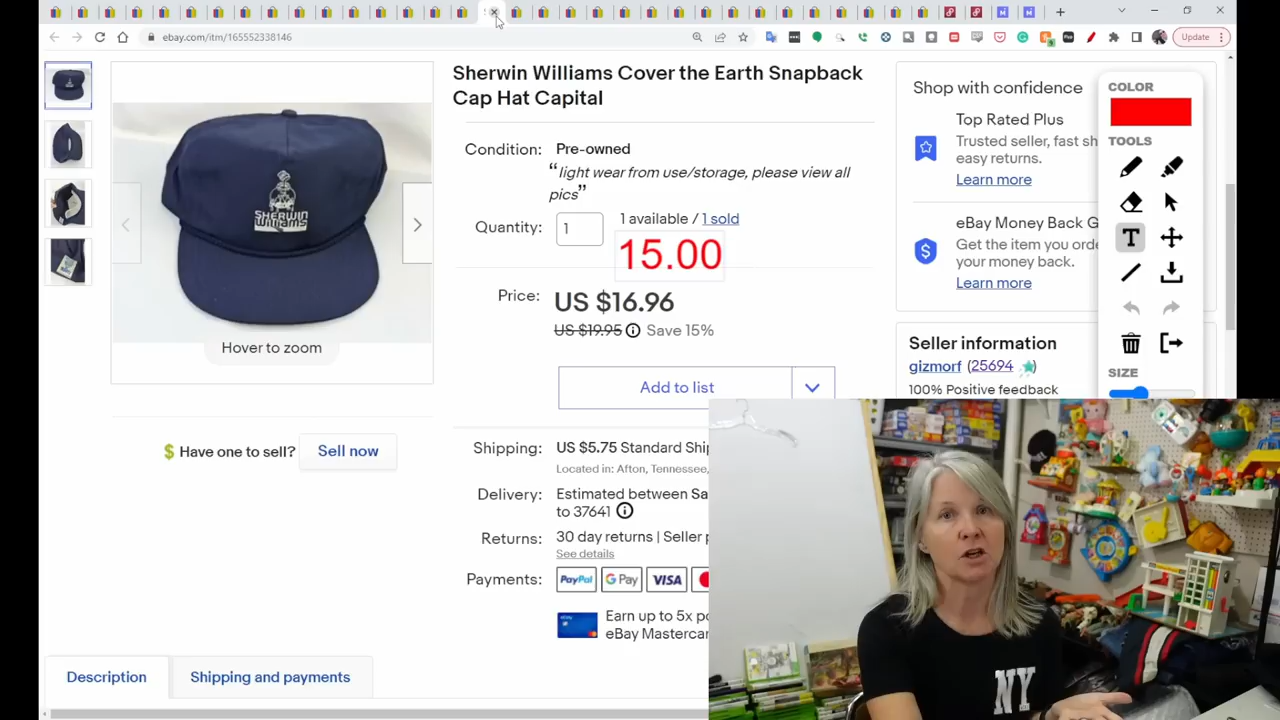 ebay.com/itm/165552338146
Update
Sherwin Williams Cover the Earth Snapback
Cap Hat Capital
Condition:
Pre-owned
“light wear from use/storage, please view all
pics”
Quantity:
1
1 available / 1 sold
15.00
Price:
US $16.96
US $19.95
Save 15%
Add to list
Hover to zoom
SHERWIN
WILLIAMS
Have one to sell?
Sell now
Shipping:
US $5.75 Standard Ship
Located in: Afton, Tennessee,
Delivery:
Estimated between Sa
to 37641
Returns:
30 day returns | Seller p
See details
Payments:
PayPal
G Pay
VISA
Earn up to 5x po
eBay Mastercar
Description
Shipping and payments
Shop with confidence
Top Rated Plus
Trusted seller, fast sh
easy returns.
Learn more
eBay Money Back G
Get the item you orde
your money back.
Learn more
Seller information
gizmorf (25694
100% Positive feedback
COLOR
TOOLS
T
SIZE
NY